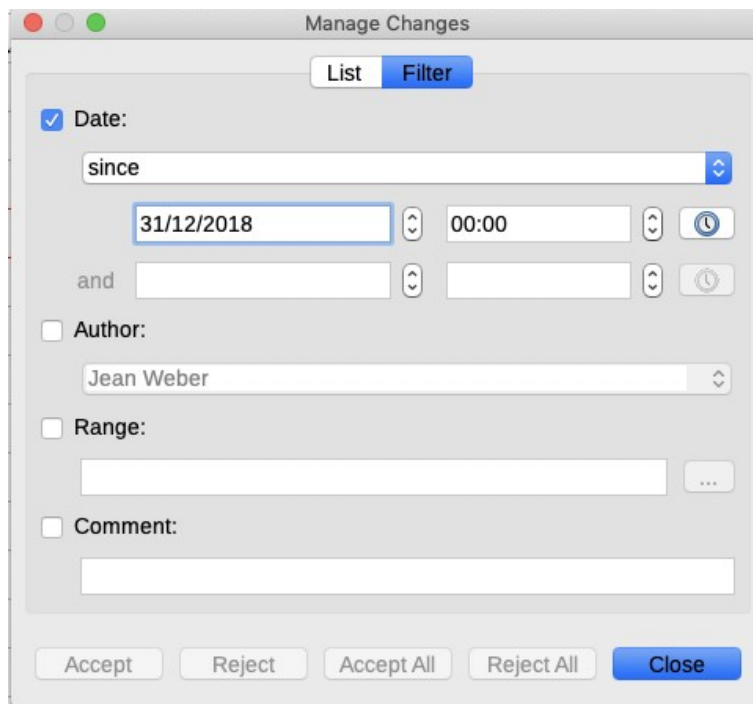 Manage Changes
List Filter
Date:
since
31/12/2018 00:00
and
Author:
Jean Weber
Range:
...
Comment:
Accept Reject Accept All Reject All Close